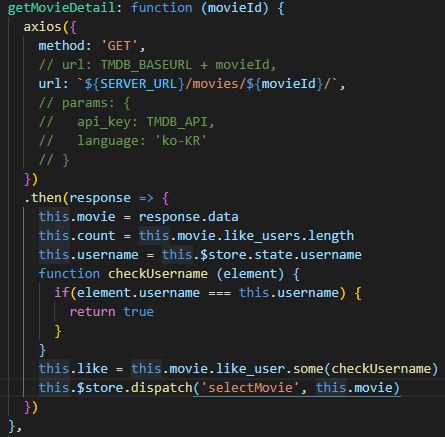 getMovieDetail: function (movieId) {
  axios({
    method: 'GET',
    // url: TMDB_BASEURL + movieId,
    url: `${SERVER_URL}/movies/${movieId}/`,
    // params: {
    //   api_key: TMDB_API,
    //   language: 'ko-KR'
    // }
  })
  .then(response => {
    this.movie = response.data
    this.count = this.movie.like_users.length
    this.username = this.$store.state.username
    function checkUsername (element) {
      if(element.username === this.username) {
        return true
      }
    }
    this.like = this.movie.like_user.some(checkUsername)
    this.$store.dispatch('selectMovie', this.movie)
  })
},